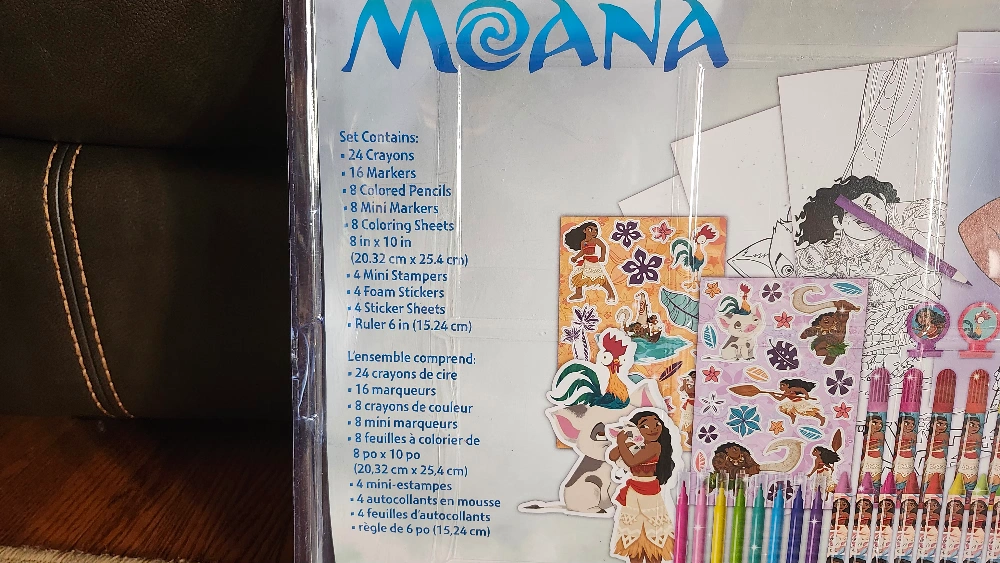 MOANA
Set Contains:
• 24 Crayons
• 16 Markers
• 8 Colored Pencils
• 8 Mini Markers
• 8 Coloring Sheets
8 in x 10 in
(20.32 cm x 25.4 cm)
• 4 Mini Stampers
• 4 Foam Stickers
• 4 Sticker Sheets
• Ruler 6 in (15.24 cm)
L'ensemble comprend:
• 24 crayons de cire
• 16 marqueurs
• 8 crayons de couleur
• 8 mini marqueurs
• 8 feuilles à colorier de
8 po x 10 po
(20,32 cm x 25,4 cm)
• 4 mini-estampes
• 4 autocollants en mousse
• 4 feuilles d'autocollants
• règle de 6 po (15,24 cm)